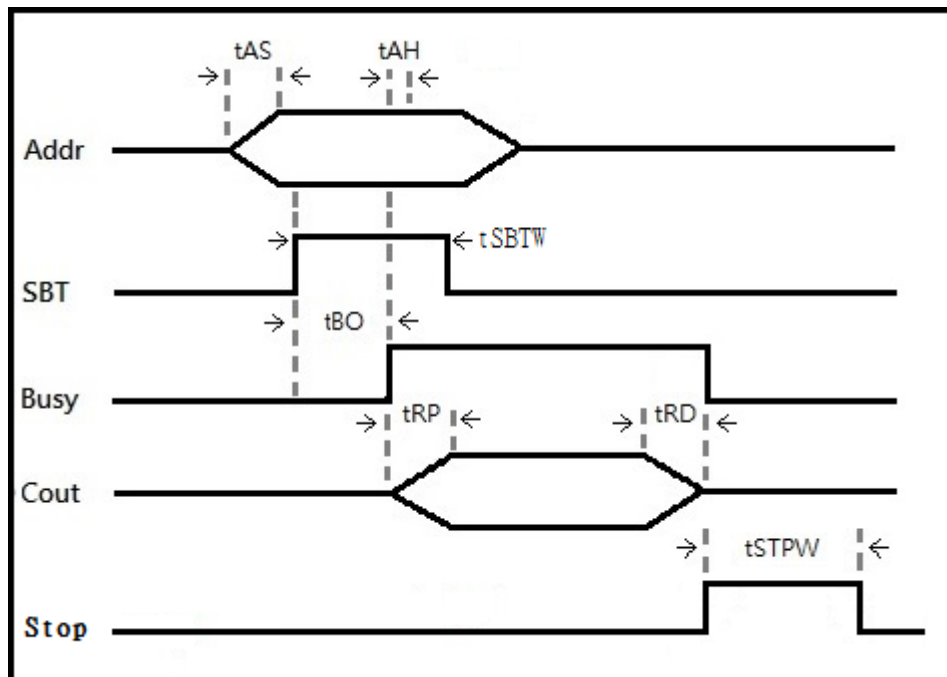 tAS tAH
Addr
tSBTW
SBT
tBO
Busy
tRP tRD
Cout
tSTPW
Stop